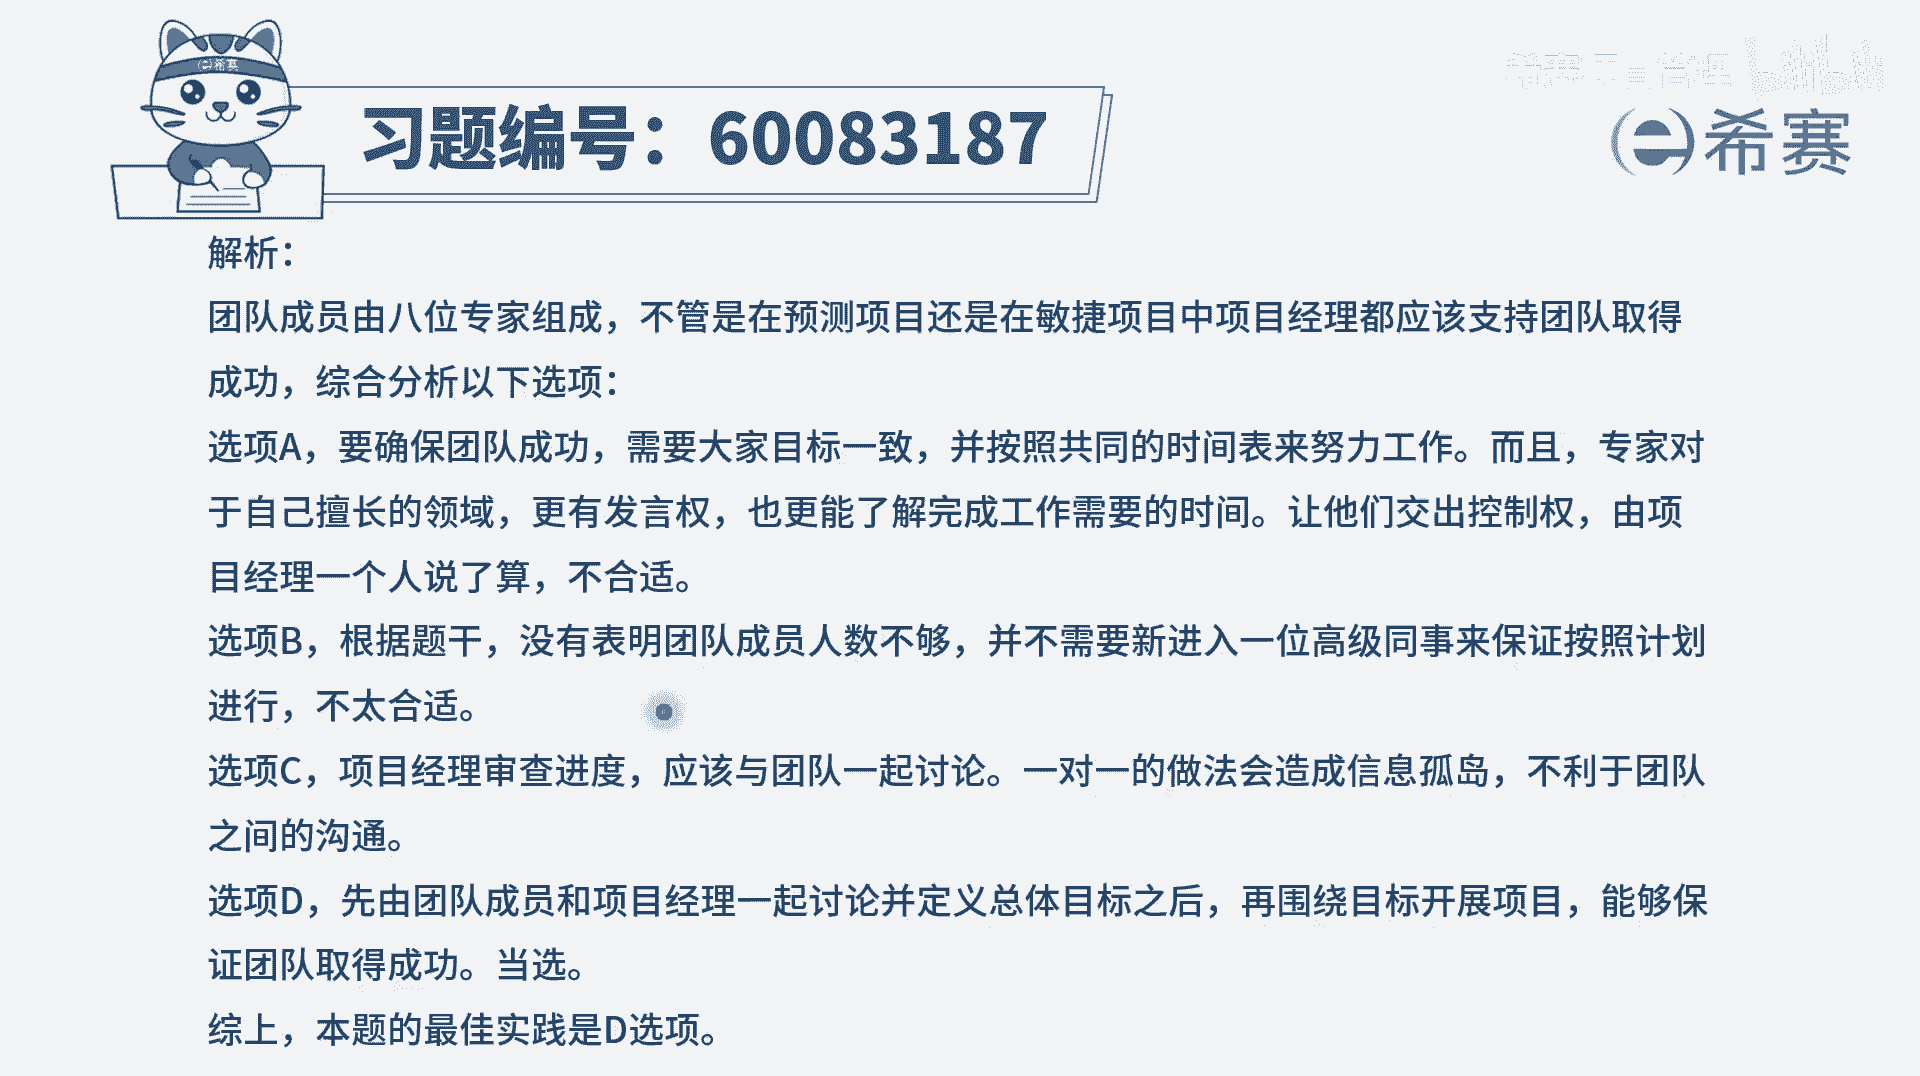 习题编号：60083187
希赛
希赛
解析：
团队成员由八位专家组成，不管是在预测项目还是在敏捷项目中项目经理都应该支持团队取得
成功，综合分析以下选项：
选项A，要确保团队成功，需要大家目标一致，并按照共同的时间表来努力工作。而且，专家对
于自己擅长的领域，更有发言权，也更能了解完成工作需要的时间。让他们交出控制权，由项
目经理一个人说了算，不合适。
选项B，根据题干，没有表明团队成员人数不够，并不需要新进入一位高级同事来保证按照计划
进行，不太合适。
选项C，项目经理审查进度，应该与团队一起讨论。一对一的做法会造成信息孤岛，不利于团队
之间的沟通。
选项D，先由团队成员和项目经理一起讨论并定义总体目标之后，再围绕目标开展项目，能够保
证团队取得成功。当选。
综上，本题的最佳实践是D选项。